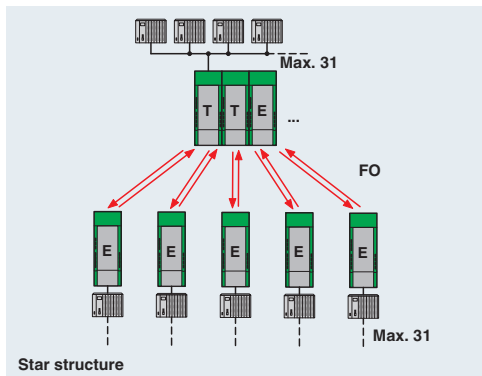 Max. 31
T T E ...
FO
E E E E E
Max. 31
Star structure